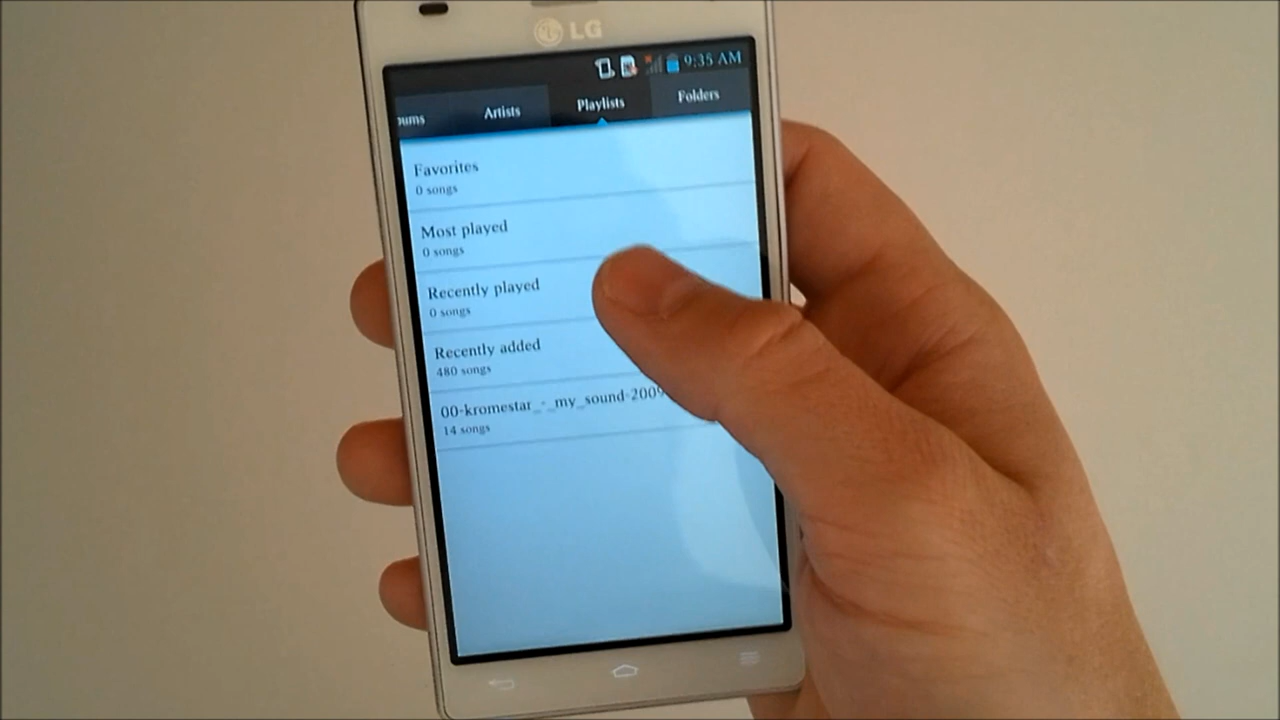 LG
9:35 AM
Artists Playlists Folders
Favorites
0 songs
Most played
0 songs
Recently played
0 songs
Recently added
480 songs
00-kromestar_-_my_sound-2009
14 songs